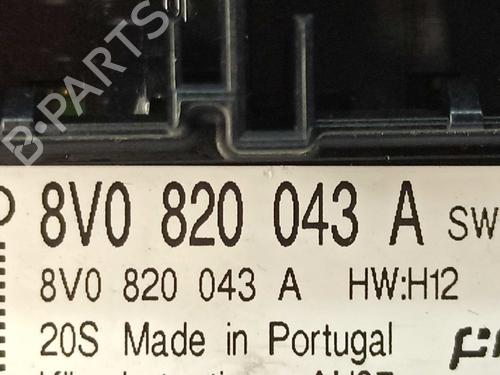 B-PARTS
8V0 820 043 A SW
8V0 820 043 A HW:H12
20S Made in Portugal